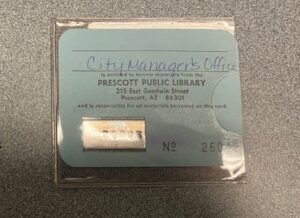 City Manager's Office
is entitled to borrow materials from the
PRESCOTT PUBLIC LIBRARY
215 East Goodwin Street
Prescott, AZ 86301
and is responsible for all materials borrowed on this card.
Nº